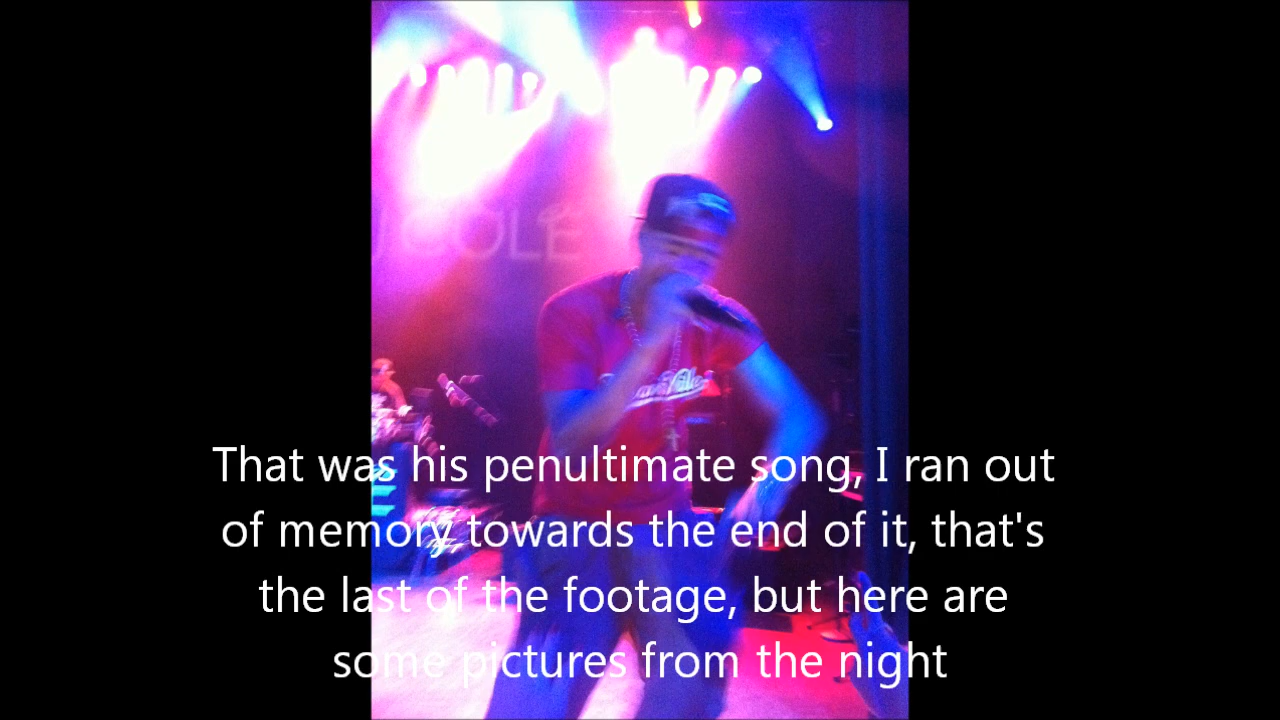 J COLE
That was his penultimate song, I ran out
of memory towards the end of it, that's
the last of the footage, but here are
some pictures from the night